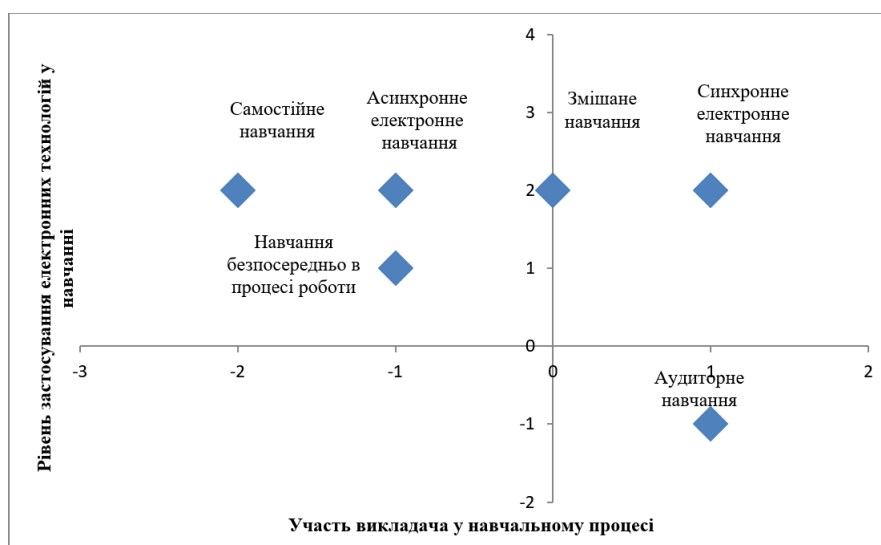 Рівень застосування електронних технологій у
навчанні
4
3
2
1
0
-1
-2
-3
-2
-1
0
1
2
Самостійне
навчання
Асинхронне
електронне
навчання
Змішане
навчання
Синхронне
електронне
навчання
Навчання
безпосередньо в
процесі роботи
Аудиторне
навчання
Участь викладача у навчальному процесі